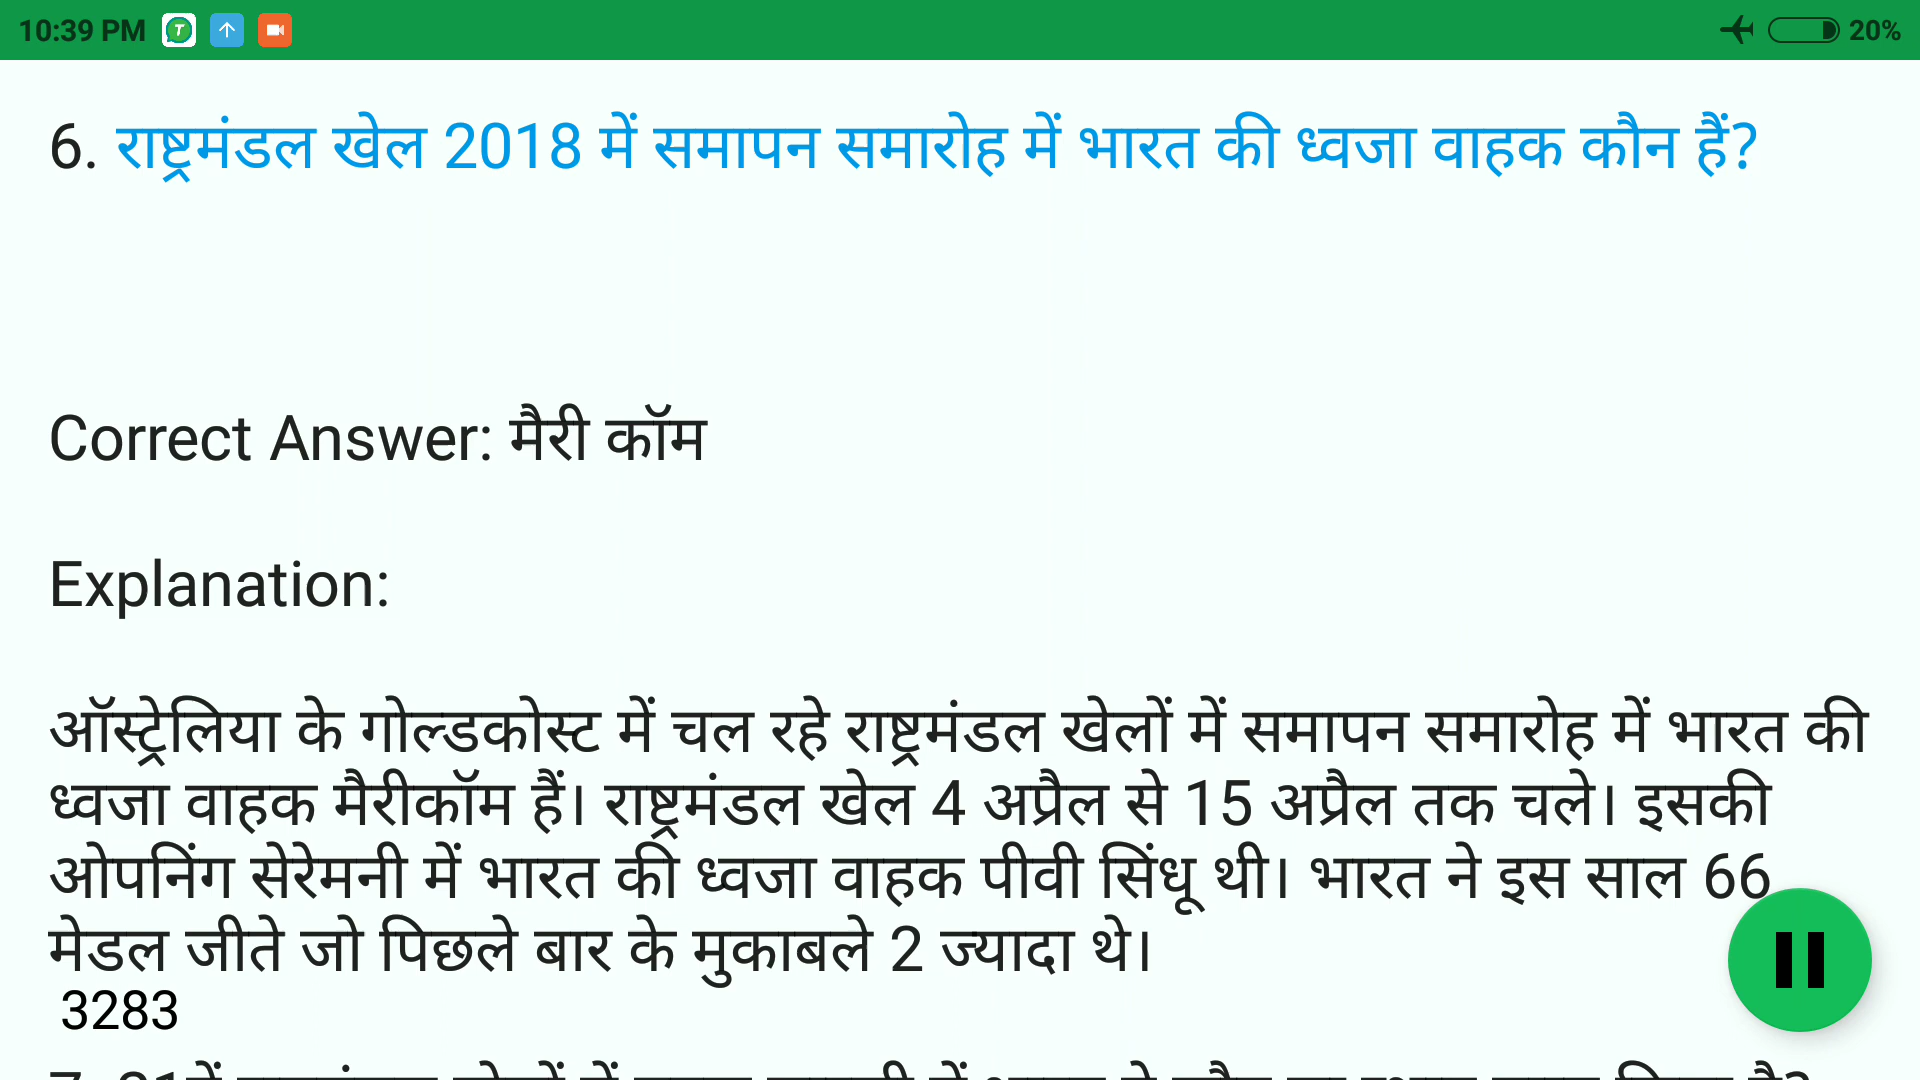 10:39 PM
20%
6. राष्ट्रमंडल खेल 2018 में समापन समारोह में भारत की ध्वजा वाहक कौन हैं?
Correct Answer: मैरी कॉम
Explanation:
ऑस्ट्रेलिया के गोल्डकोस्ट में चल रहे राष्ट्रमंडल खेलों में समापन समारोह में भारत की
ध्वजा वाहक मैरीकॉम हैं। राष्ट्रमंडल खेल 4 अप्रैल से 15 अप्रैल तक चले। इसकी
ओपनिंग सेरेमनी में भारत की ध्वजा वाहक पीवी सिंधू थी। भारत ने इस साल 66
मेडल जीते जो पिछले बार के मुकाबले 2 ज्यादा थे।
3283